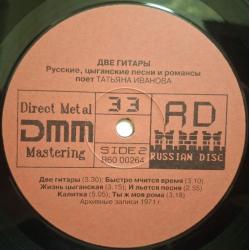 ДВЕ ГИТАРЫ
Русские, цыганские песни и романсы
поет ТАТЬЯНА ИВАНОВА
Direct Metal
DMM
Mastering
33
SIDE 2
R60 00264
RD
RUSSIAN DISC
Две гитары (3.30); Быстро мчится время (3.10)
Жизнь цыганская (3.15); И льется песня (2.55)
Калитка (5.05); Ты ж моя рома (3.18)
Архивные записи 1971 г.